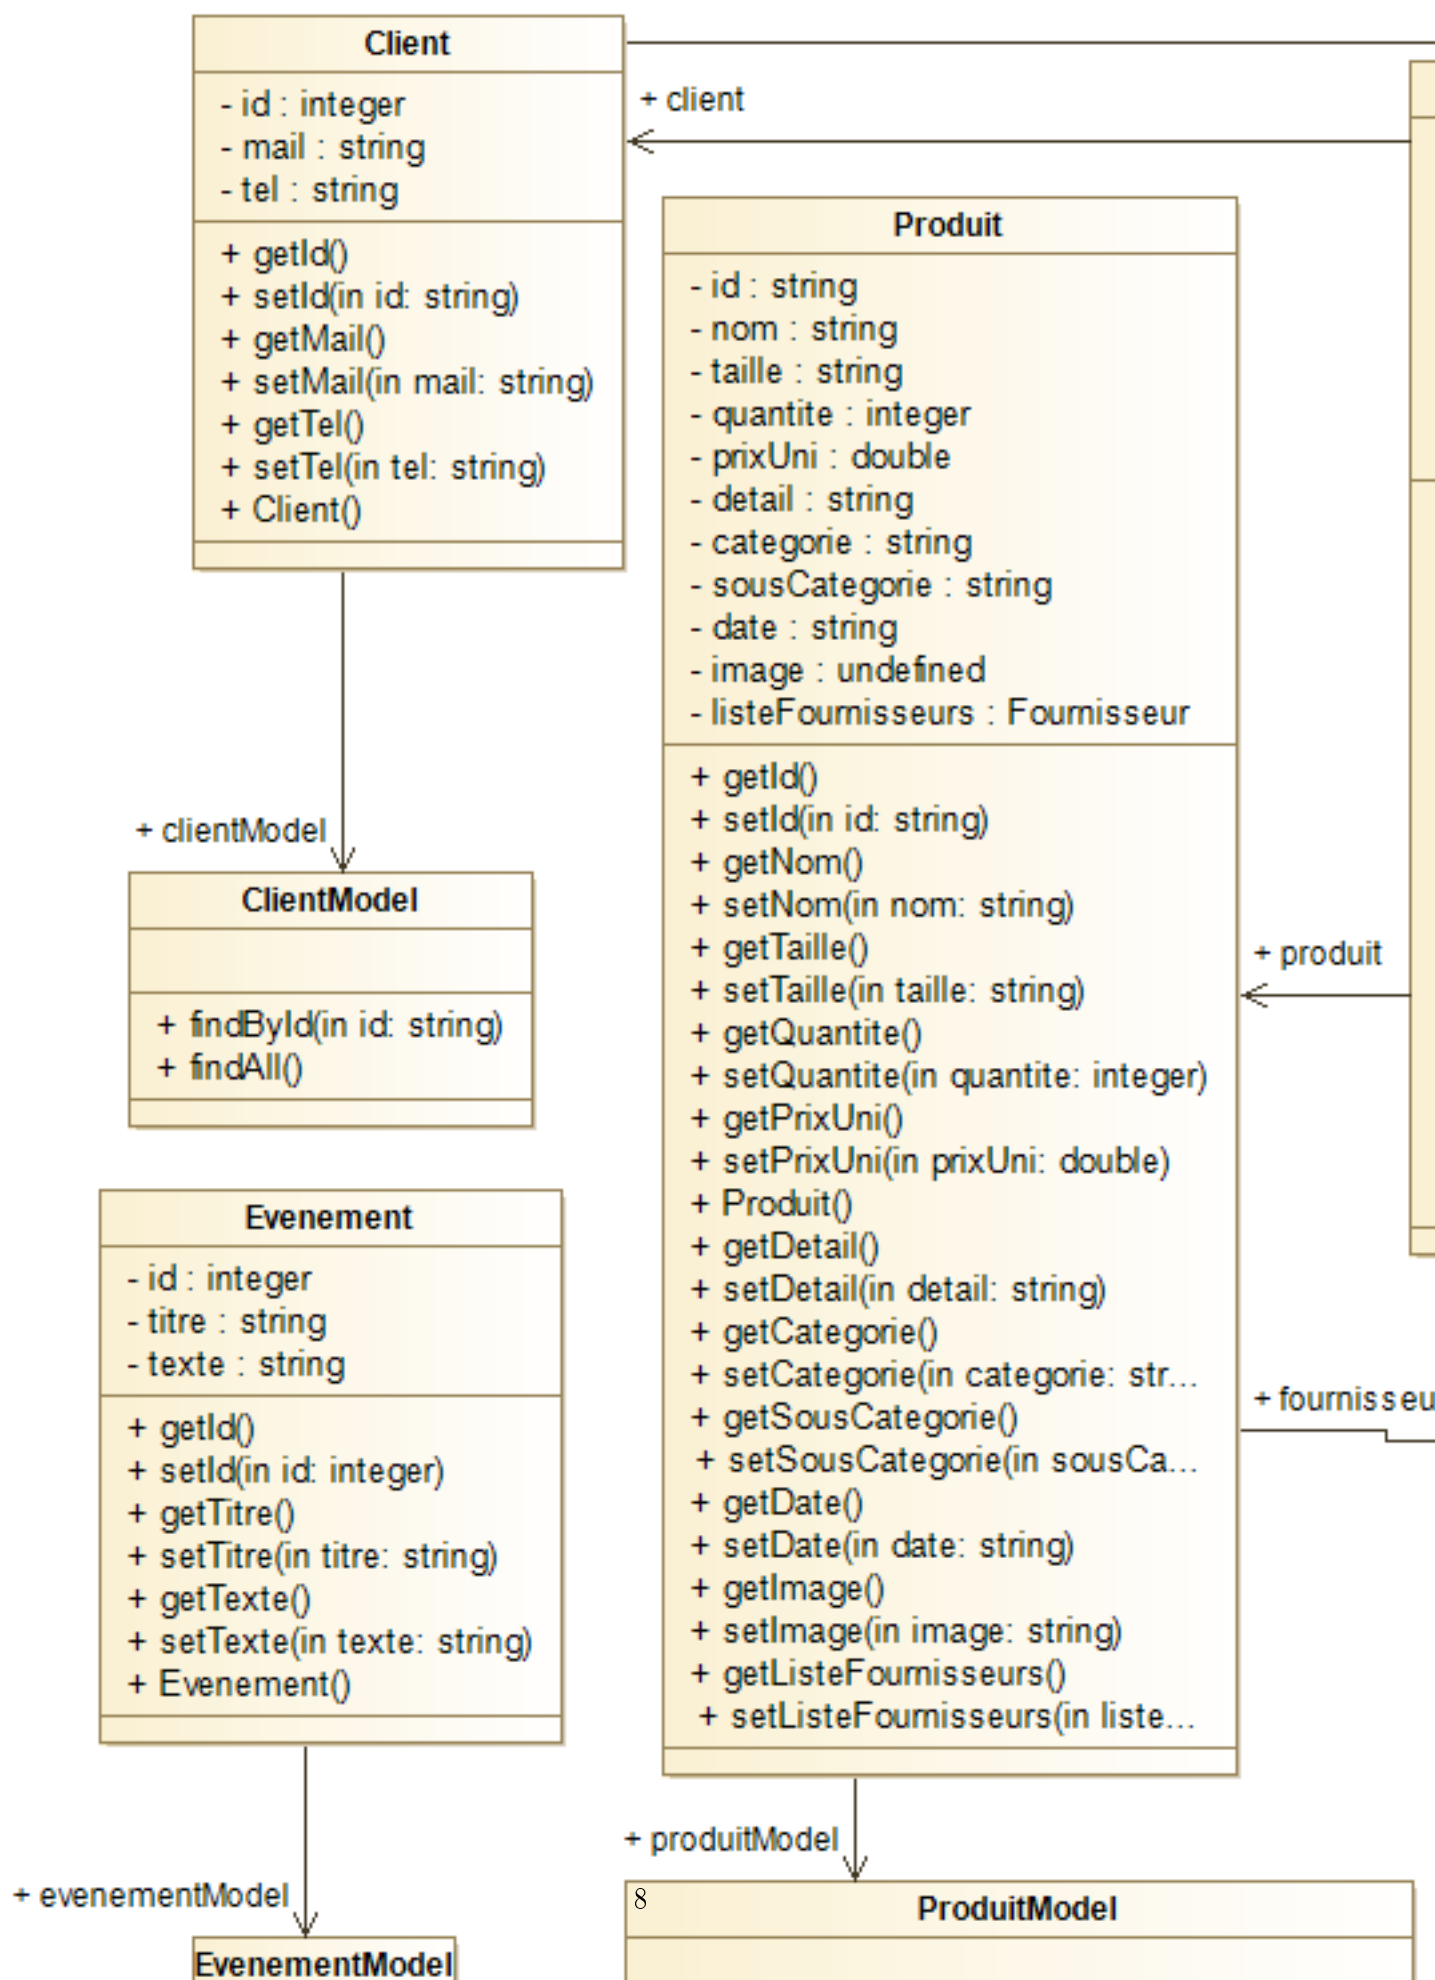 Client
- id : integer
- mail : string
- tel : string
+ getId()
+ setId(in id: string)
+ getMail()
+ setMail(in mail: string)
+ getTel()
+ setTel(in tel: string)
+ Client()
+ client
Produit
- id : string
- nom : string
- taille : string
- quantite : integer
- prixUni : double
- detail : string
- categorie : string
- sousCategorie : string
- date : string
- image : undefined
- listeFournisseurs : Fournisseur
+ getId()
+ setId(in id: string)
+ getNom()
+ setNom(in nom: string)
+ getTaille()
+ setTaille(in taille: string)
+ getQuantite()
+ setQuantite(in quantite: integer)
+ getPrixUni()
+ setPrixUni(in prixUni: double)
+ Produit()
+ getDetail()
+ setDetail(in detail: string)
+ getCategorie()
+ setCategorie(in categorie: str...
+ getSousCategorie()
+ setSousCategorie(in sousCa...
+ getDate()
+ setDate(in date: string)
+ getImage()
+ setImage(in image: string)
+ getListeFournisseurs()
+ setListeFournisseurs(in liste...
+ produit
+ fournisseu
+ clientModel
ClientModel
+ findById(in id: string)
+ findAll()
Evenement
- id : integer
- titre : string
- texte : string
+ getId()
+ setId(in id: integer)
+ getTitre()
+ setTitre(in titre: string)
+ getTexte()
+ setTexte(in texte: string)
+ Evenement()
+ evenementModel
EvenementModel
+ produitModel
8
ProduitModel